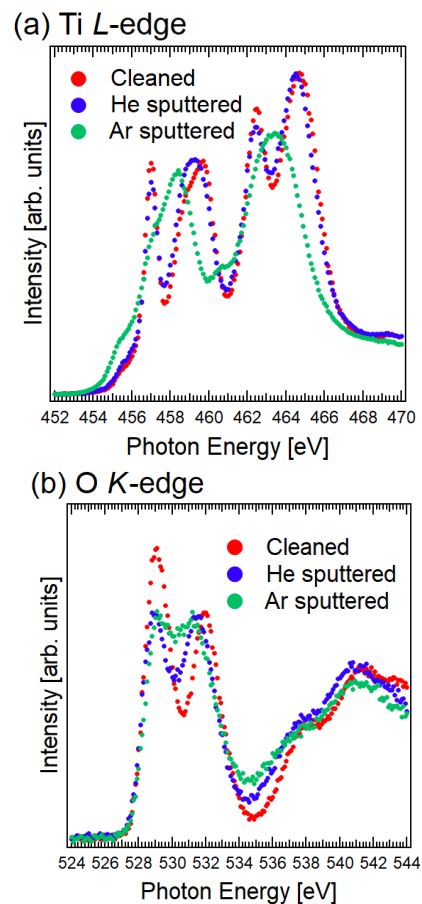 (a) Ti L-edge
Cleaned
He sputtered
Ar sputtered
Intensity [arb. units]
452 454 456 458 460 462 464 466 468 470
Photon Energy [eV]
(b) O K-edge
Cleaned
He sputtered
Ar sputtered
Intensity [arb. units]
524 526 528 530 532 534 536 538 540 542 544
Photon Energy [eV]